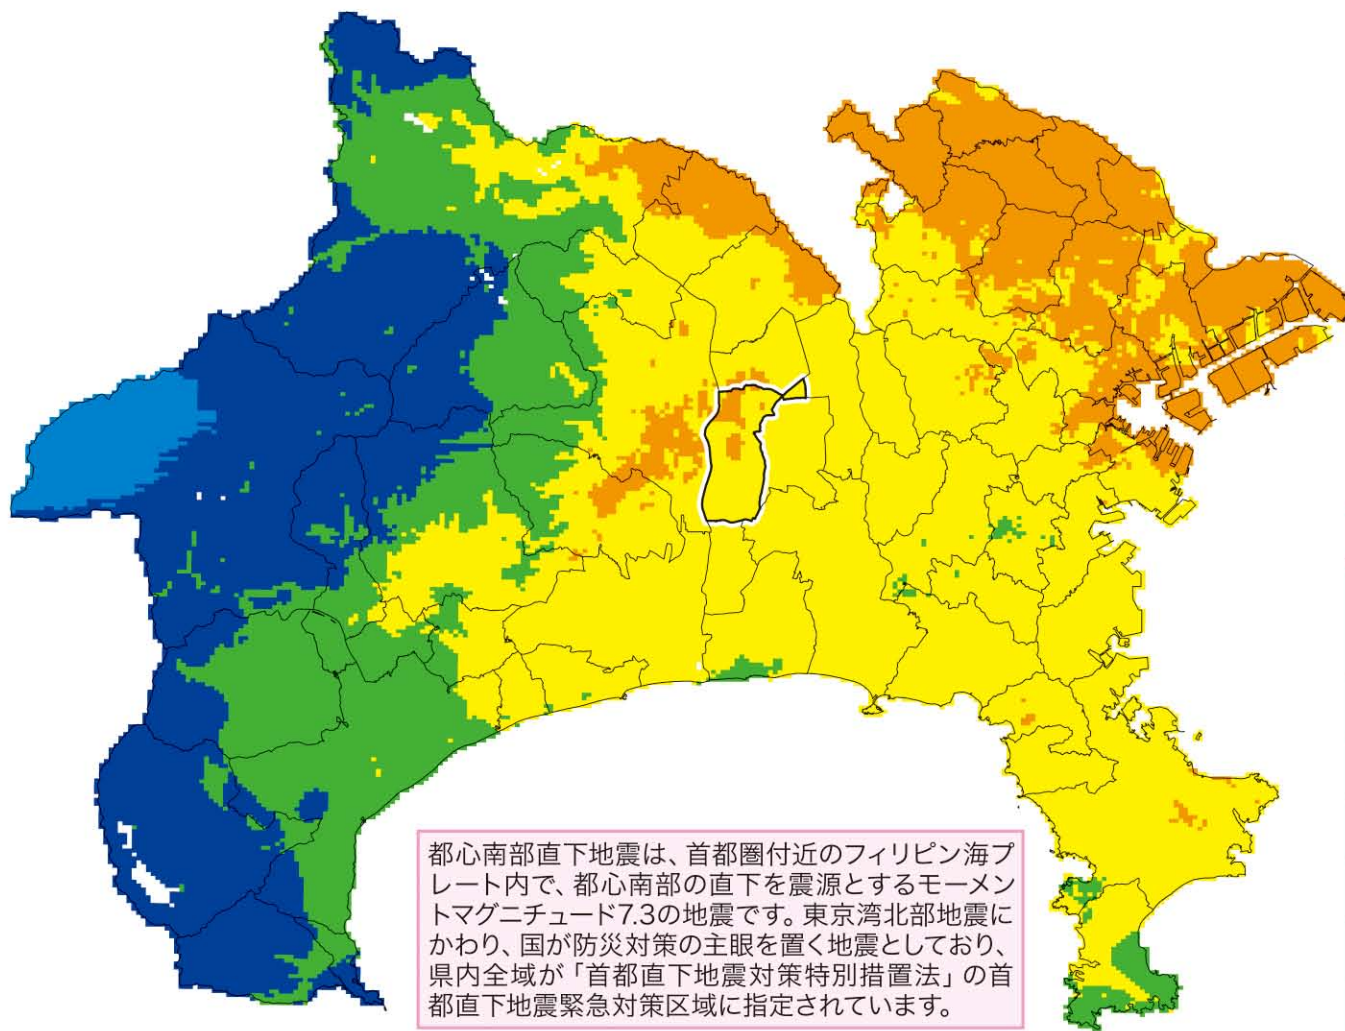 都心南部直下地震は、首都圏付近のフィリピン海プ
レート内で、都心南部の直下を震源とするモーメン
トマグニチュード7.3の地震です。東京湾北部地震に
かわり、国が防災対策の主眼を置く地震としており、
県内全域が「首都直下地震対策特別措置法」の首
都直下地震緊急対策区域に指定されています。